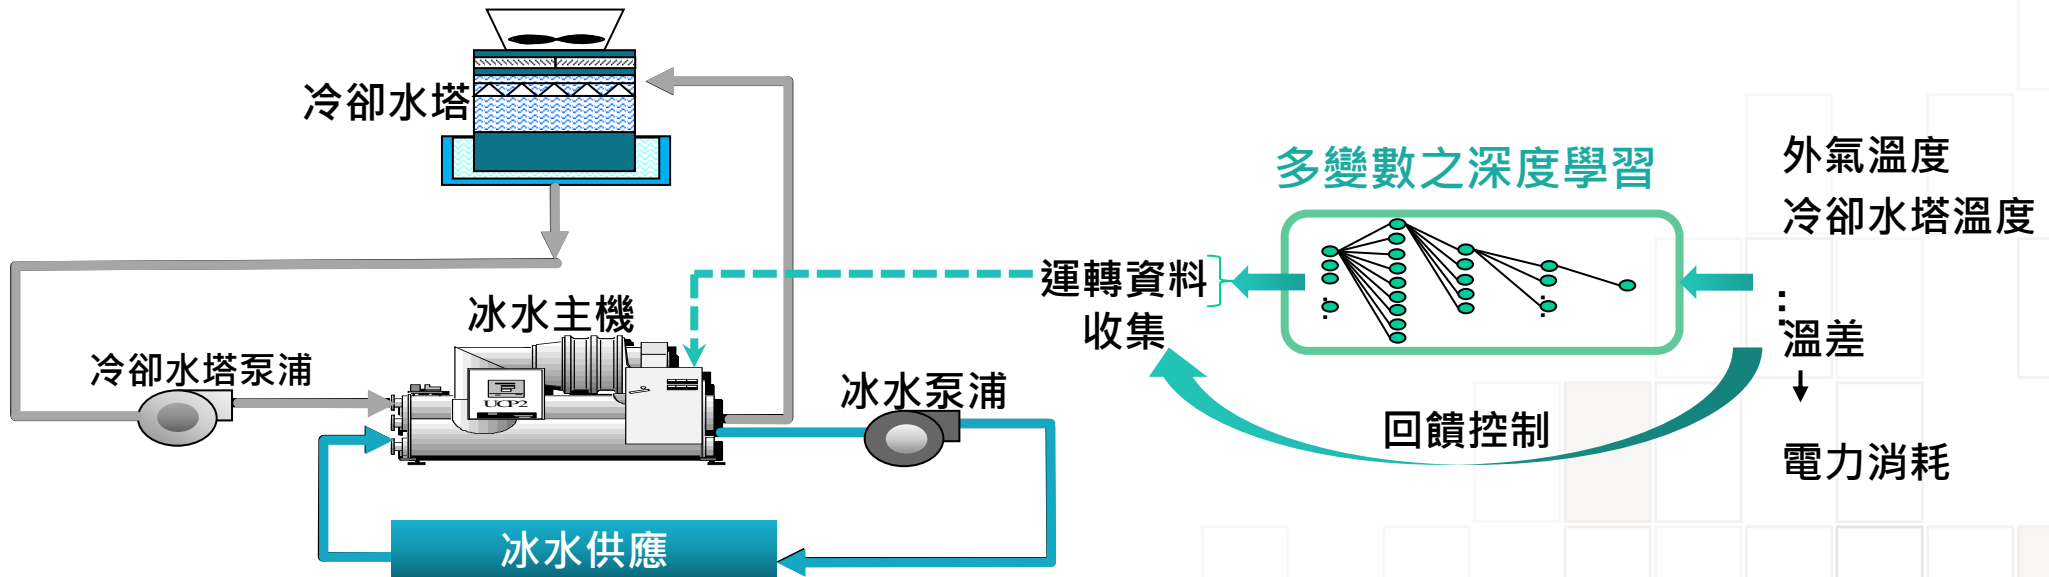 冷卻水塔
多變數之深度學習
外氣溫度
冷卻水塔溫度
⋮
溫差
運轉資料
收集
冰水主機
冷卻水塔泵浦
UCP2
冰水泵浦
回饋控制
電力消耗
冰水供應